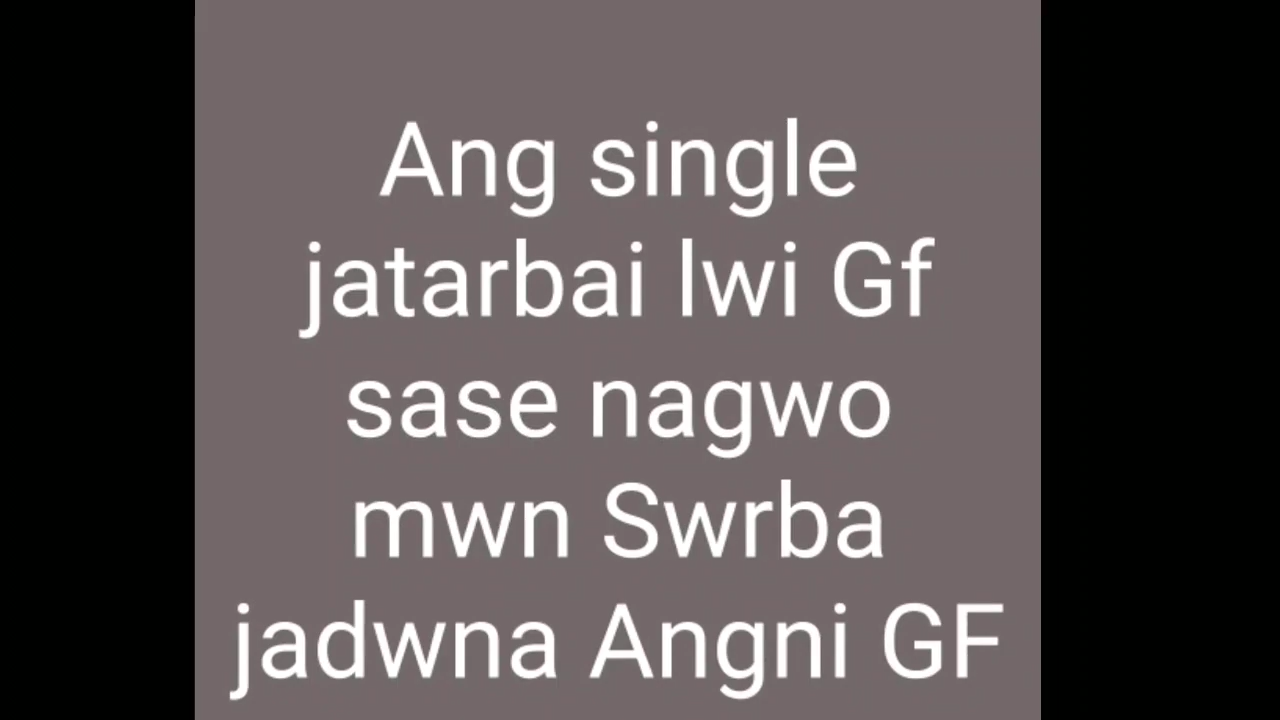 Ang single
jatarbai lwi Gf
sase nagwo
mwn Swrba
jadwna Angni GF